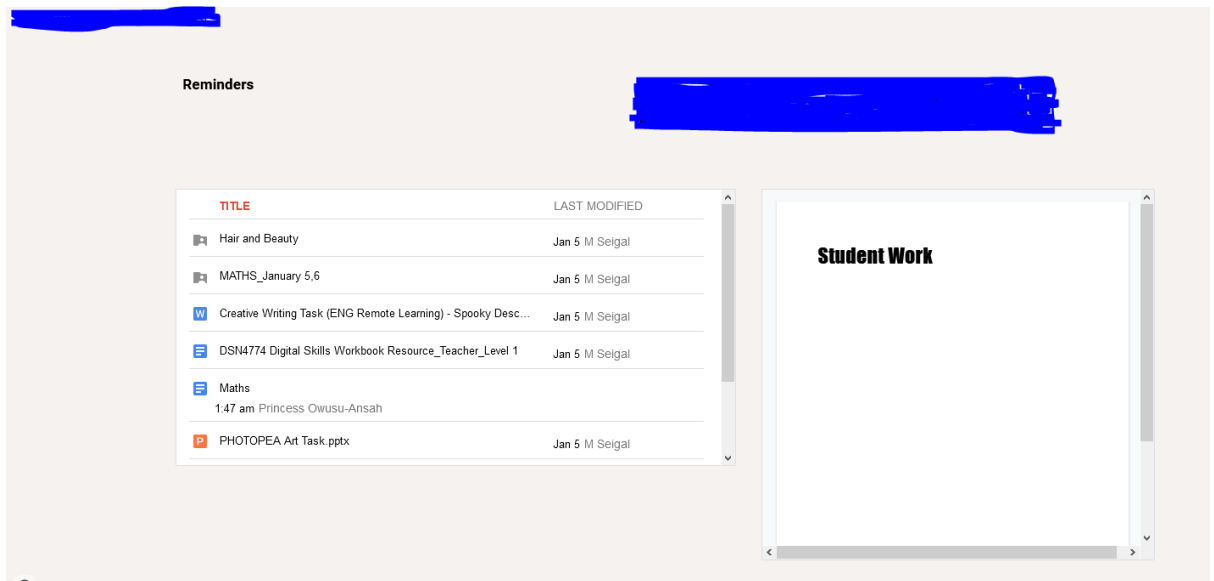 Reminders
TITLE LAST MODIFIED
Hair and Beauty Jan 5 M Seigal
MATHS_January 5,6 Jan 5 M Seigal
W Creative Writing Task (ENG Remote Learning) - Spooky Desc... Jan 5 M Seigal
DSN4774 Digital Skills Workbook Resource_Teacher_Level 1 Jan 5 M Seigal
Maths
1:47 am Princess Owusu-Ansah
P PHOTOPEA Art Task.pptx Jan 5 M Seigal
Student Work